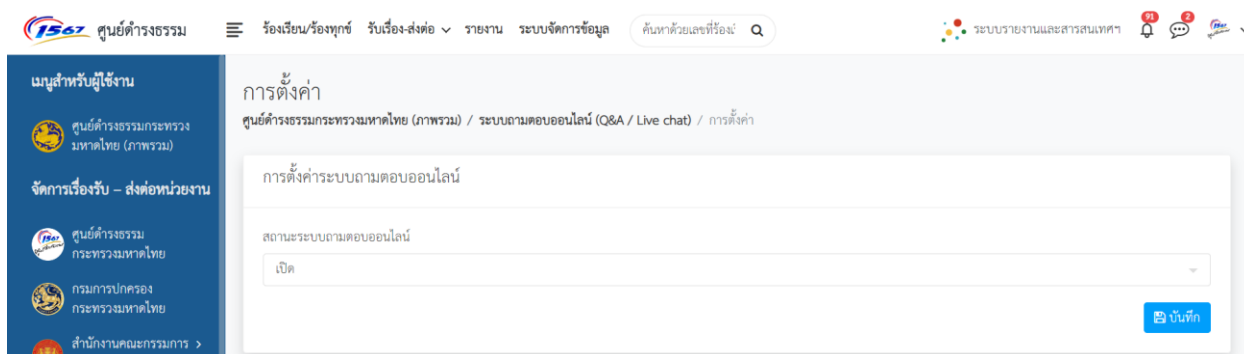 1567 ศูนย์ดำรงธรรม
ร้องเรียน/ร้องทุกข์ รับเรื่อง-ส่งต่อ รายงาน ระบบจัดการข้อมูล
ค้นหาด้วยเลขที่ร้องเ
ระบบรายงานและสารสนเทศฯ
91
2
เมนูสำหรับผู้ใช้งาน
ศูนย์ดำรงธรรมกระทรวง
มหาดไทย (ภาพรวม)
จัดการเรื่องรับ – ส่งต่อหน่วยงาน
1567
ศูนย์ดำรงธรรม
กระทรวงมหาดไทย
กรมการปกครอง
กระทรวงมหาดไทย
สำนักงานคณะกรรมการ >
การตั้งค่า
ศูนย์ดำรงธรรมกระทรวงมหาดไทย (ภาพรวม) / ระบบถามตอบออนไลน์ (Q&A / Live chat) / การตั้งค่า
การตั้งค่าระบบถามตอบออนไลน์
สถานะระบบถามตอบออนไลน์
เปิด
บันทึก